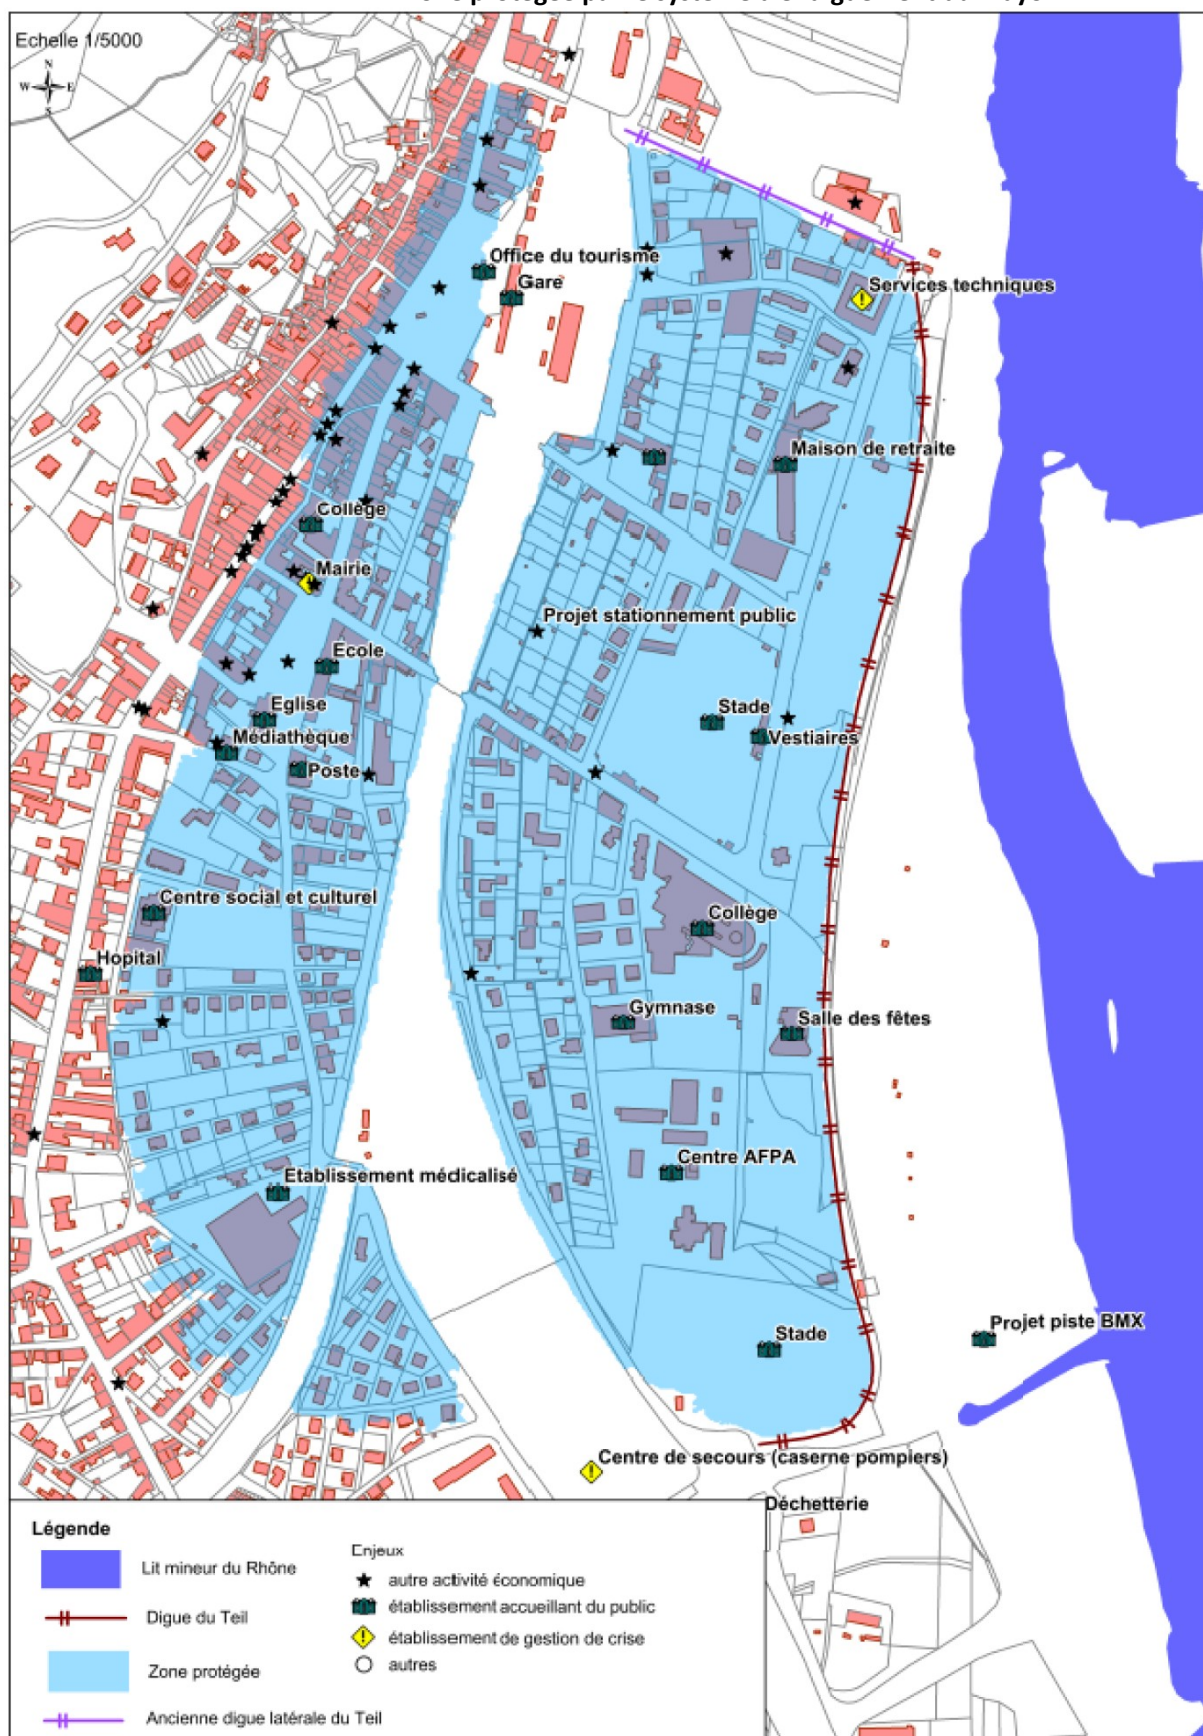 Echelle 1/5000
N
W E
S
Office du tourisme
Gare
Services techniques
Maison de retraite
Collège
Mairie
Projet stationnement public
Ecole
Eglise
Stade
Médiathèque
Vestiaires
Poste
Centre social et culturel
Collège
Hopital
Gymnase
Salle des fêtes
Centre AFPA
Etablissement médicalisé
Projet piste BMX
Stade
Centre de secours (caserne pompiers)
Déchetterie
Légende
Lit mineur du Rhône
Digue du Teil
Zone protégée
Ancienne digue latérale du Teil
Enjeux
autre activité économique
établissement accueillant du public
établissement de gestion de crise
autres